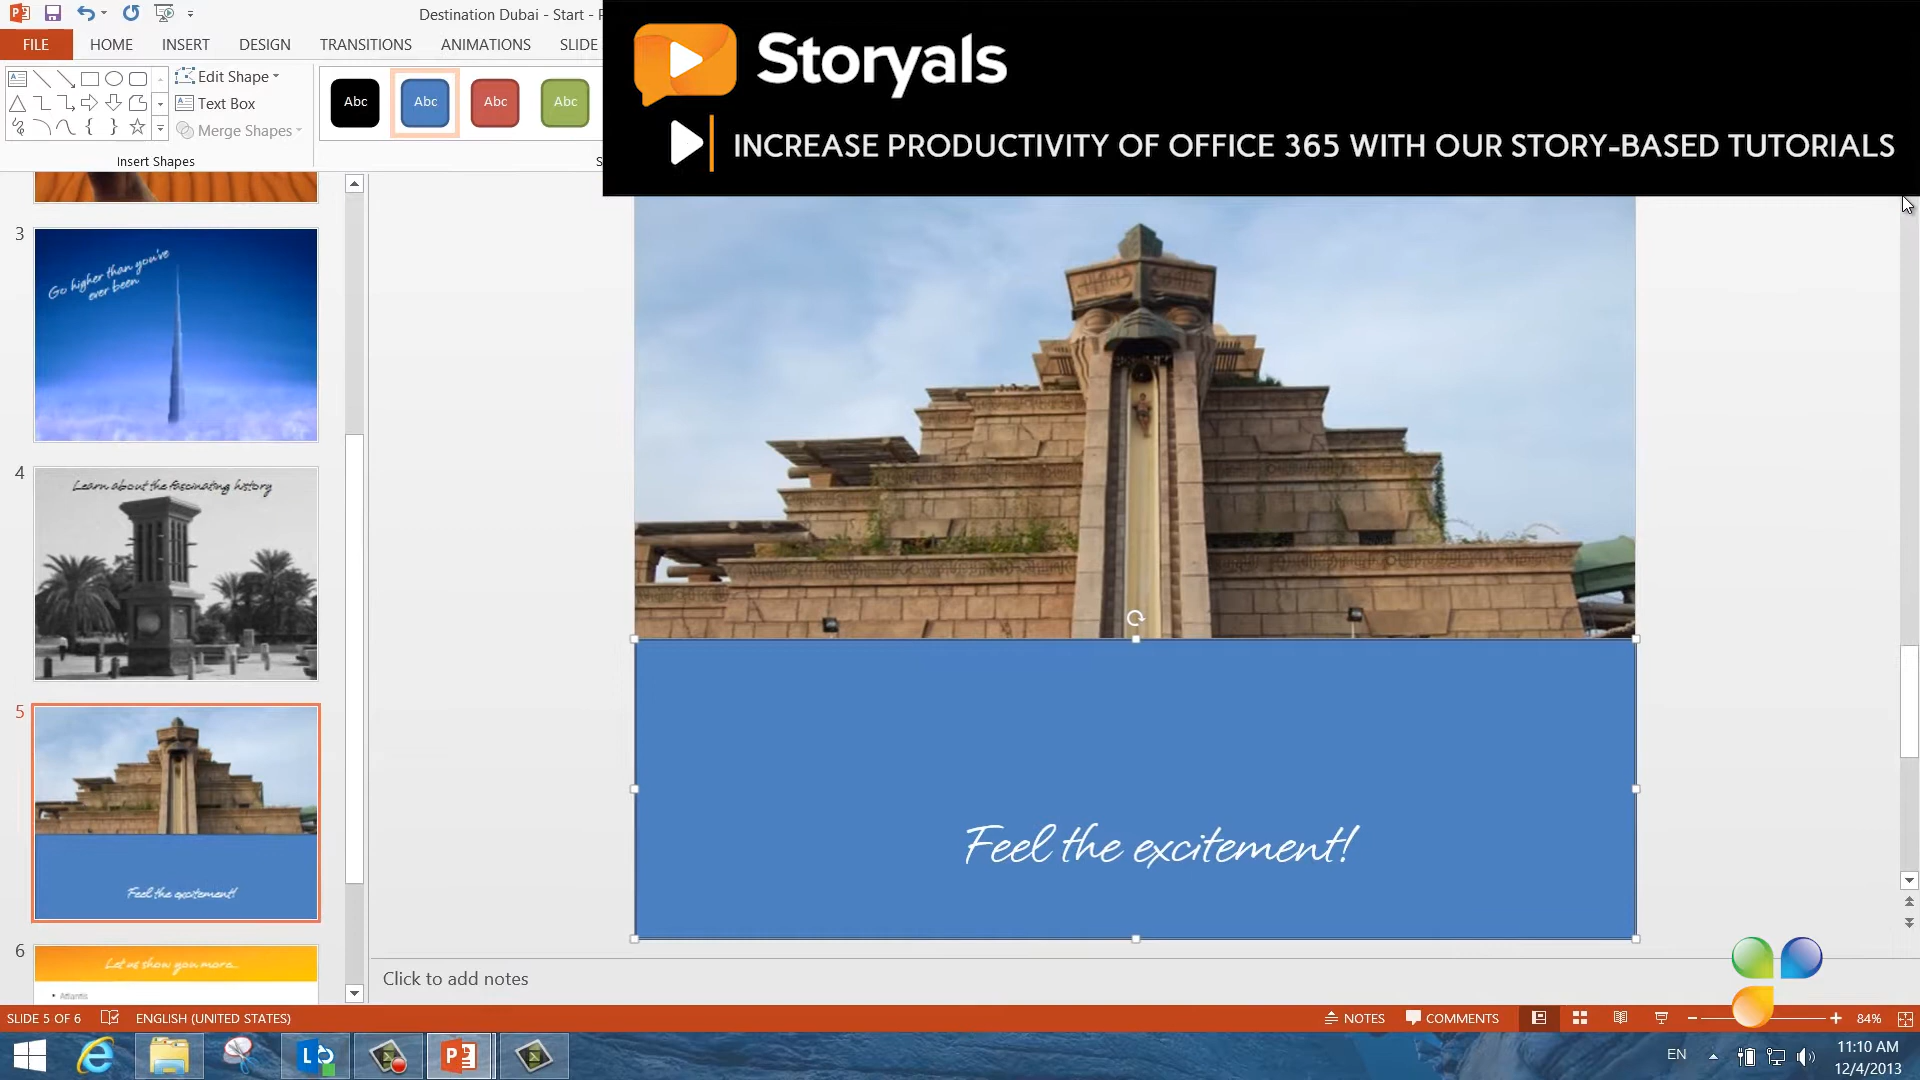 Destination Dubai - Start -
FILE HOME INSERT DESIGN TRANSITIONS ANIMATIONS SLIDE
Storyals
INCREASE PRODUCTIVITY OF OFFICE 365 WITH OUR STORY-BASED TUTORIALS
Edit Shape
Text Box
Merge Shapes
Insert Shapes
Abc Abc Abc Abc
3
Go higher than you've
ever been
4
Learn about the fascinating history
5
Feel the excitement!
6
Let us show you more...
• Atlantis
Feel the excitement!
Click to add notes
SLIDE 5 OF 6 ENGLISH (UNITED STATES) NOTES COMMENTS 84%
EN
11:10 AM
12/4/2013